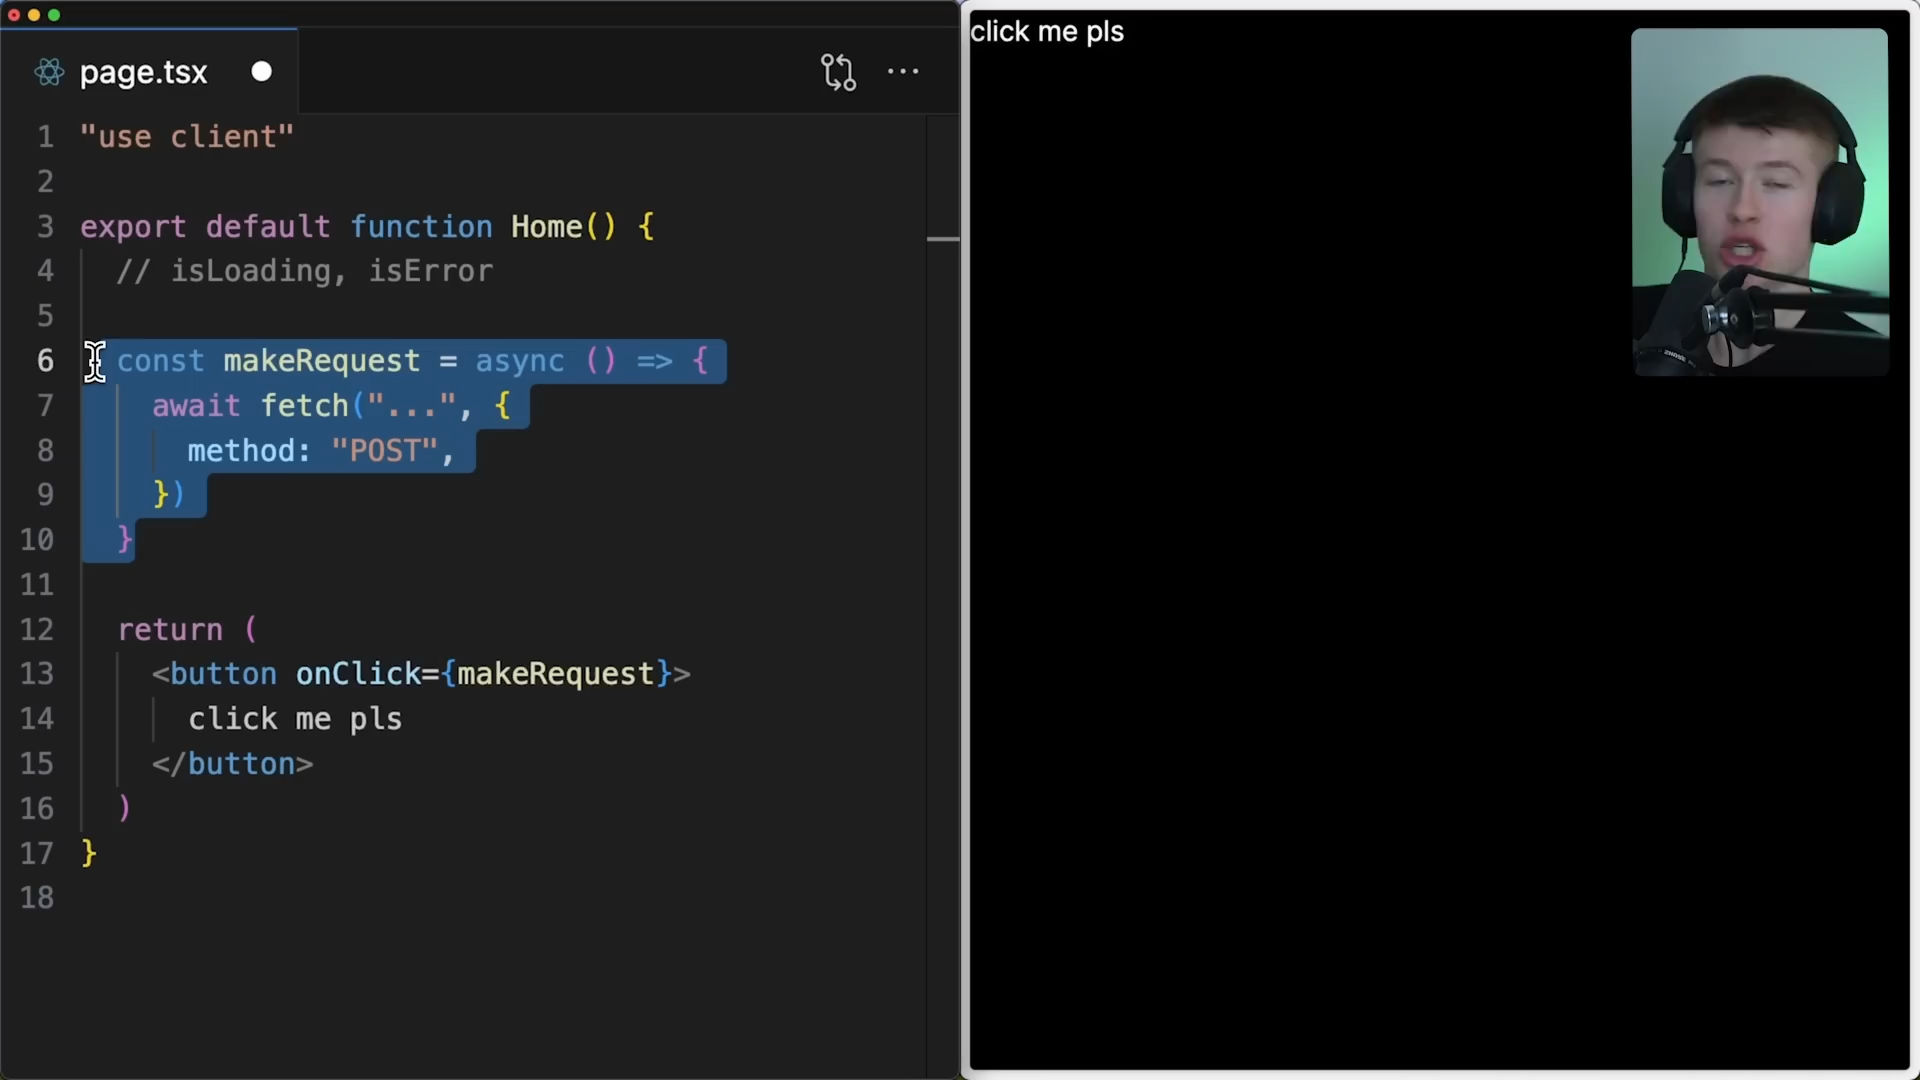 page.tsx
1 "use client"
2
3 export default function Home() {
4 // isLoading, isError
5
6 const makeRequest = async () => {
7 await fetch("...", {
8 method: "POST",
9 })
10 }
11
12 return (
13 <button onClick={makeRequest}>
14 click me pls
15 </button>
16 )
17 }
18
click me pls